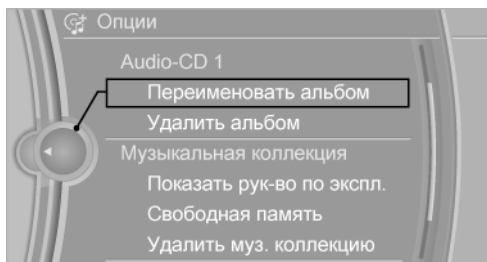 Опции
Audio-CD 1
Переименовать альбом
Удалить альбом
Музыкальная коллекция
Показать рук-во по экспл.
Свободная память
Удалить муз. коллекцию